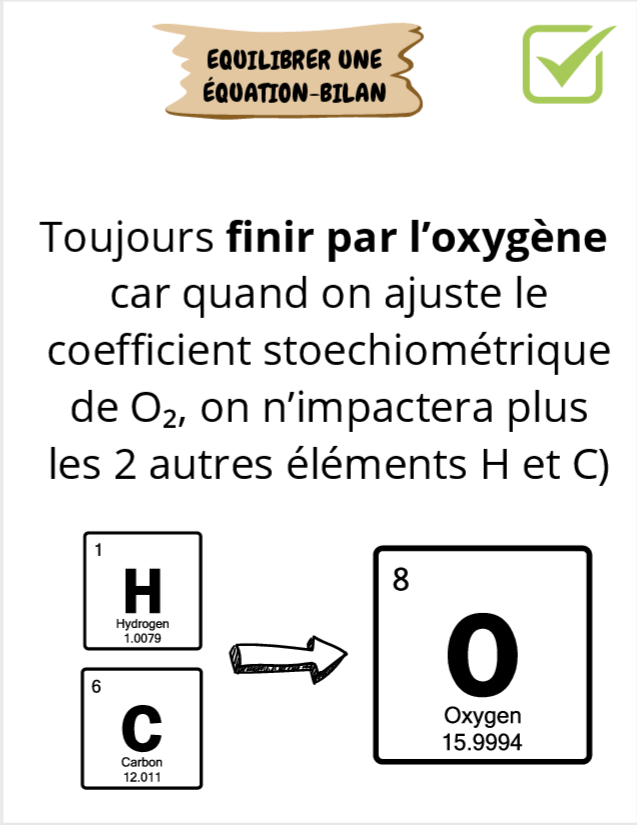 EQUILIBRER UNE
ÉQUATION-BILAN
Toujours finir par l'oxygène
car quand on ajuste le
coefficient stoechiométrique
de O₂, on n'impactera plus
les 2 autres éléments H et C)
1
H
Hydrogen
1.0079
6
C
Carbon
12.011
8
O
Oxygen
15.9994